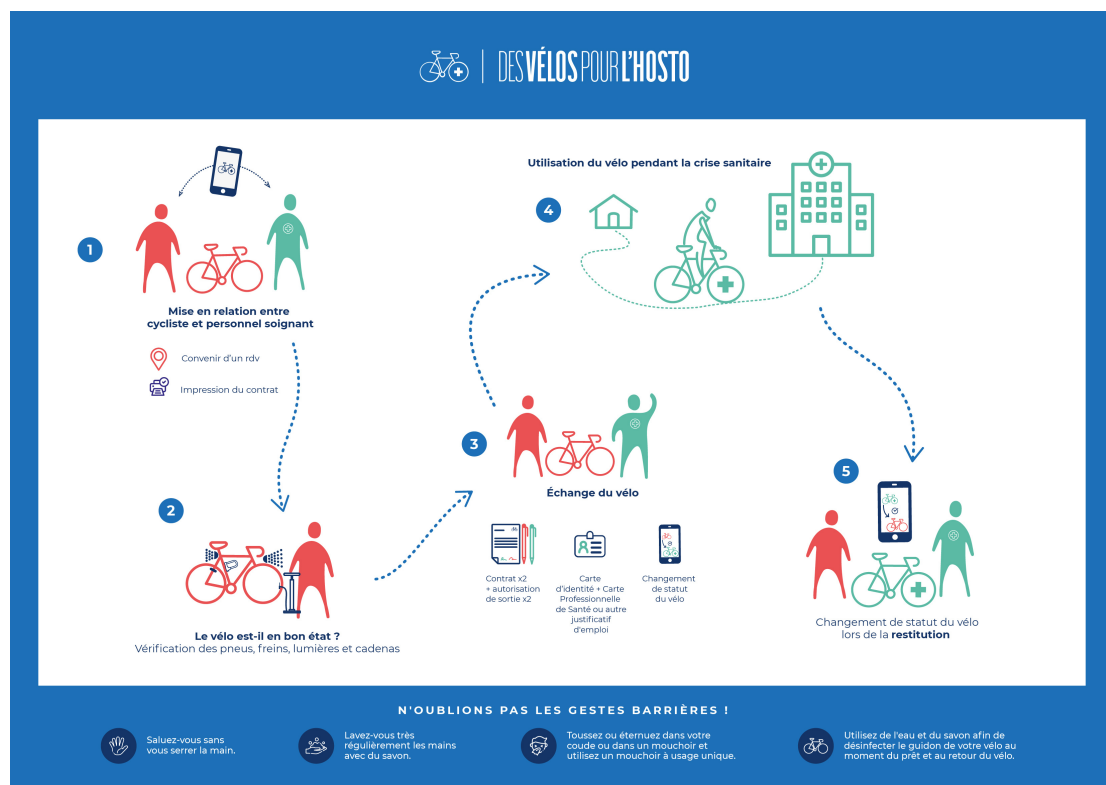 DES VÉLOS POUR L'HOSTO
1
Mise en relation entre
cycliste et personnel soignant
Convenir d'un rdv
Impression du contrat
2
Le vélo est-il en bon état ?
Vérification des pneus, freins, lumières et cadenas
3
Échange du vélo
Contrat x2
+ autorisation
de sortie x2
Carte
d'identité + Carte
Professionnelle
de Santé ou autre
justificatif
d'emploi
Changement
de statut
du vélo
Utilisation du vélo pendant la crise sanitaire
4
5
Changement de statut du vélo
lors de la restitution
N'OUBLIONS PAS LES GESTES BARRIÈRES !
Saluez-vous sans
vous serrer la main.
Lavez-vous très
régulièrement les mains
avec du savon.
Toussez ou éternuez dans votre
coude ou dans un mouchoir et
utilisez un mouchoir à usage unique.
Utilisez de l'eau et du savon afin de
désinfecter le guidon de votre vélo au
moment du prêt et au retour du vélo.